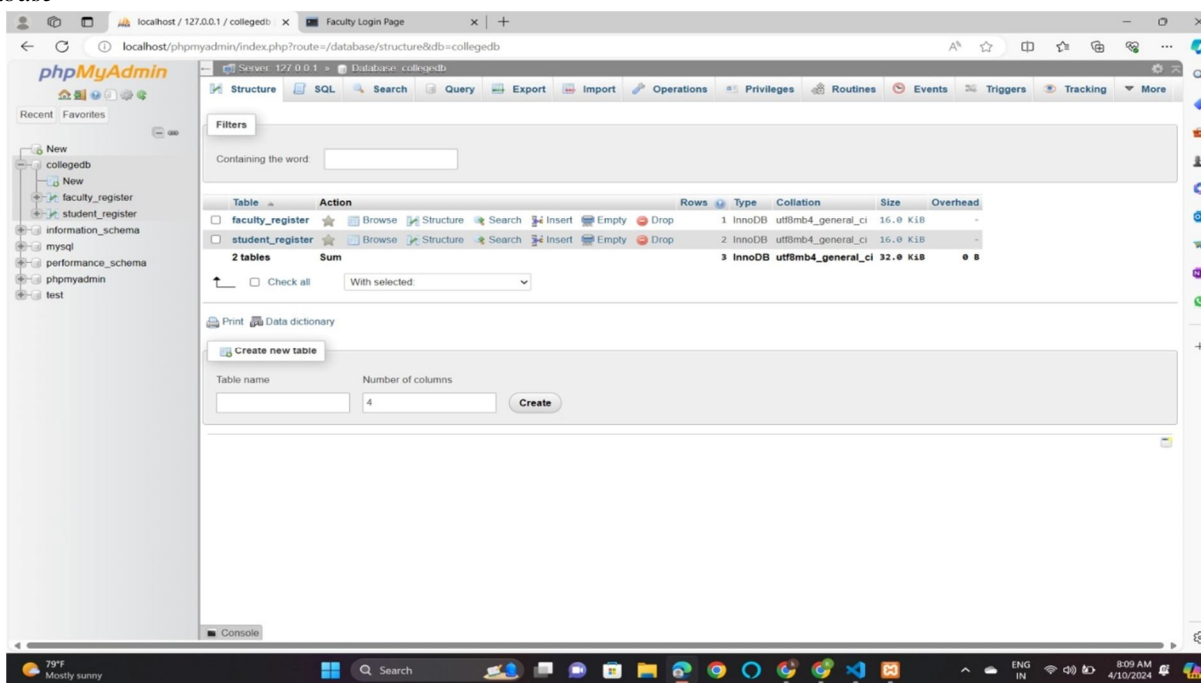 localhost / 127.0.0.1 / collegedb
Faculty Login Page
localhost/phpmyadmin/index.php?route=/database/structure&db=collegedb
phpMyAdmin
Recent Favorites
New
collegedb
New
faculty_register
student_register
information_schema
mysql
performance_schema
phpmyadmin
test
Server: 127.0.0.1 » Database: collegedb
Structure SQL Search Query Export Import Operations Privileges Routines Events Triggers Tracking More
Filters
Containing the word:
Table Action Rows Type Collation Size Overhead
faculty_register Browse Structure Search Insert Empty Drop 1 InnoDB utf8mb4_general_ci 16.0 KiB -
student_register Browse Structure Search Insert Empty Drop 2 InnoDB utf8mb4_general_ci 16.0 KiB -
2 tables Sum 3 InnoDB utf8mb4_general_ci 32.0 KiB 0 B
Check all With selected:
Print Data dictionary
Create new table
Table name Number of columns
4 Create
Console
79°F
Mostly sunny
Search
ENG
IN
8:09 AM
4/10/2024